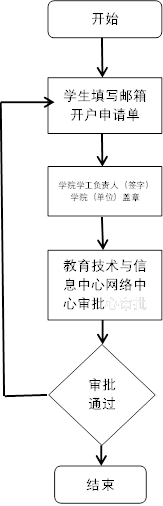 开始
学生填写邮箱
开户申请单
学院学工负责人（签字）
学院（单位）盖章
教育技术与信
息中心网络中
心审批
审批
通过
结束